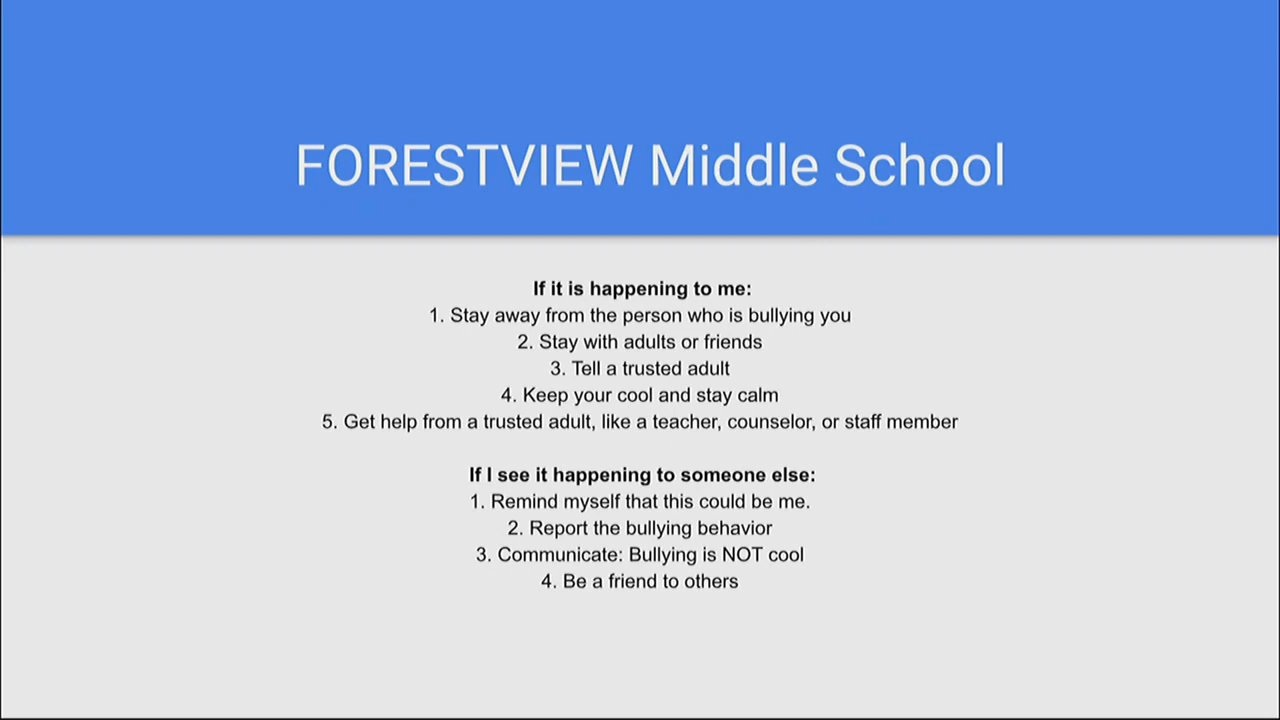 FORESTVIEW Middle School
If it is happening to me:
1. Stay away from the person who is bullying you
2. Stay with adults or friends
3. Tell a trusted adult
4. Keep your cool and stay calm
5. Get help from a trusted adult, like a teacher, counselor, or staff member
If I see it happening to someone else:
1. Remind myself that this could be me.
2. Report the bullying behavior
3. Communicate: Bullying is NOT cool
4. Be a friend to others